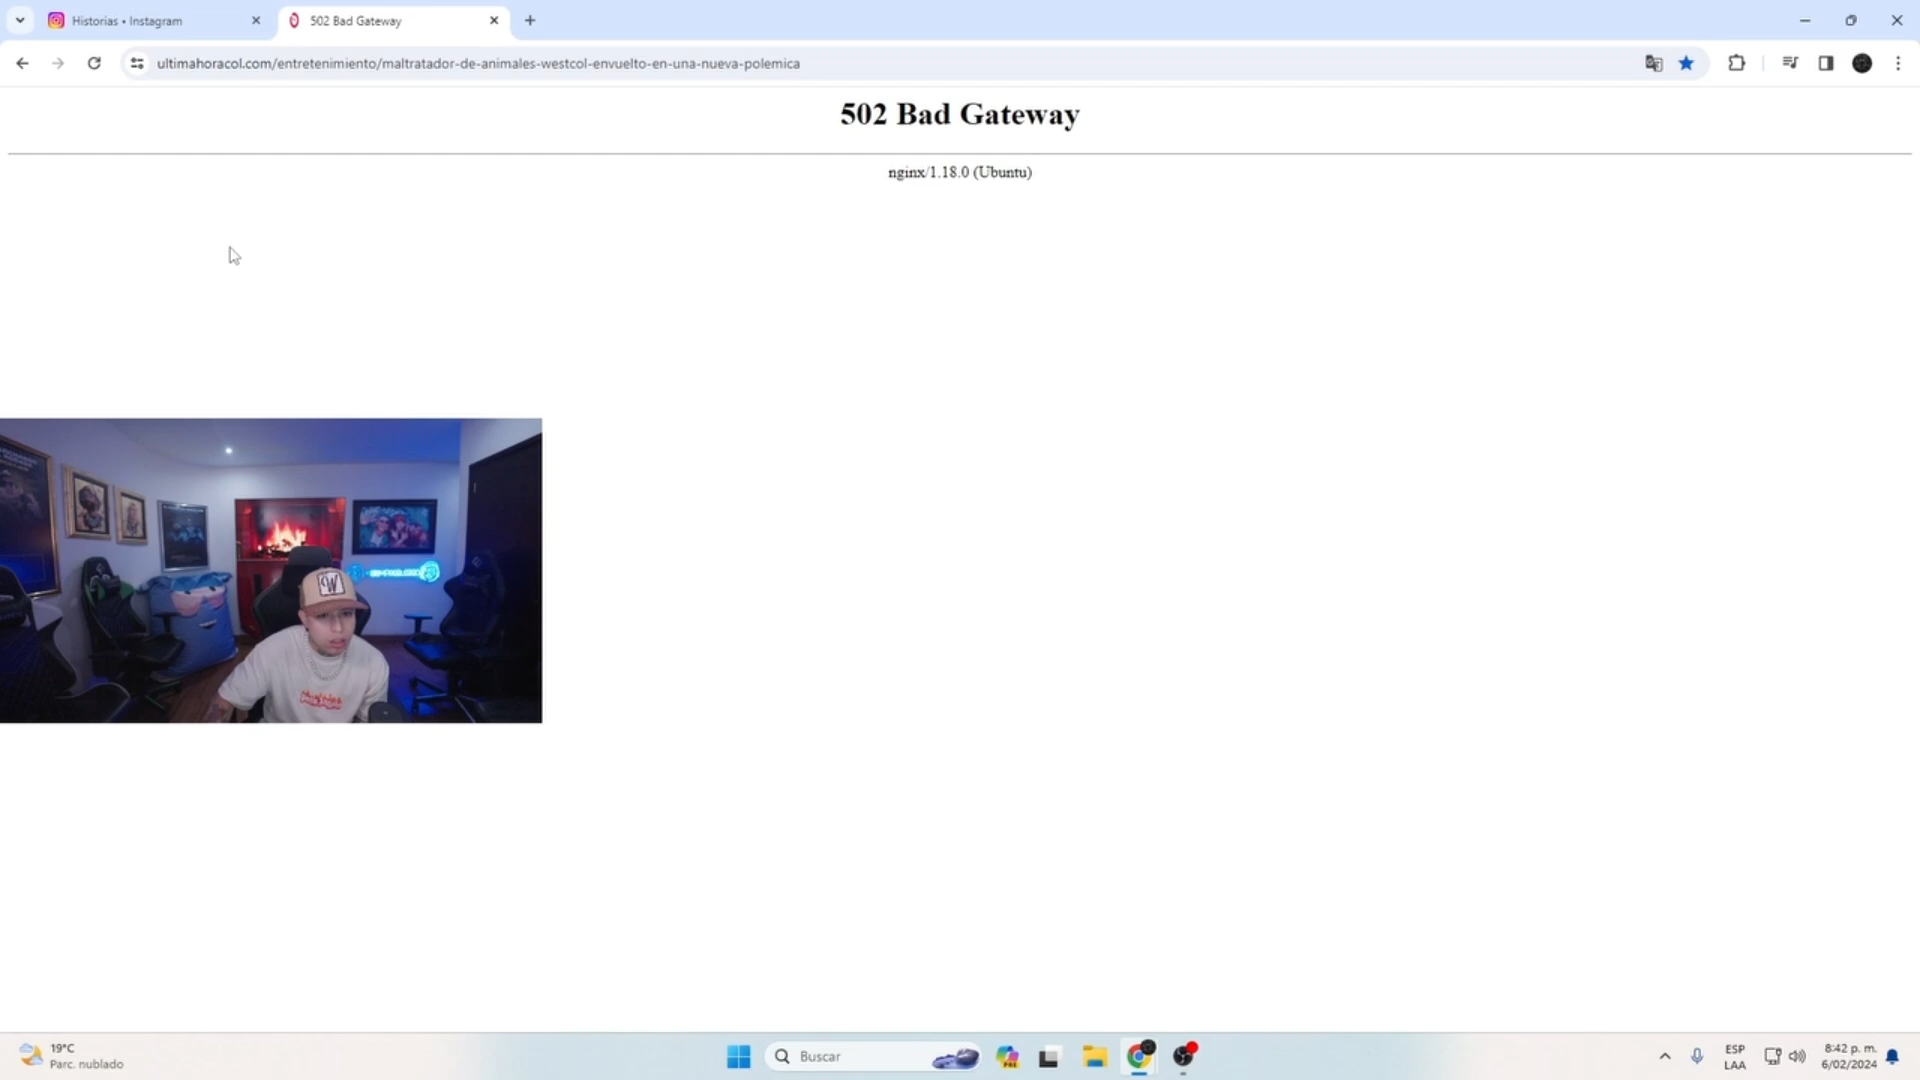 Historias • Instagram
502 Bad Gateway
ultimahoracol.com/entretenimiento/maltratador-de-animales-westcol-envuelto-en-una-nueva-polemica
502 Bad Gateway
nginx/1.18.0 (Ubuntu)
W
19°C
Parc. nublado
Buscar
PRE
ESP
LAA
8:42 p. m.
6/02/2024